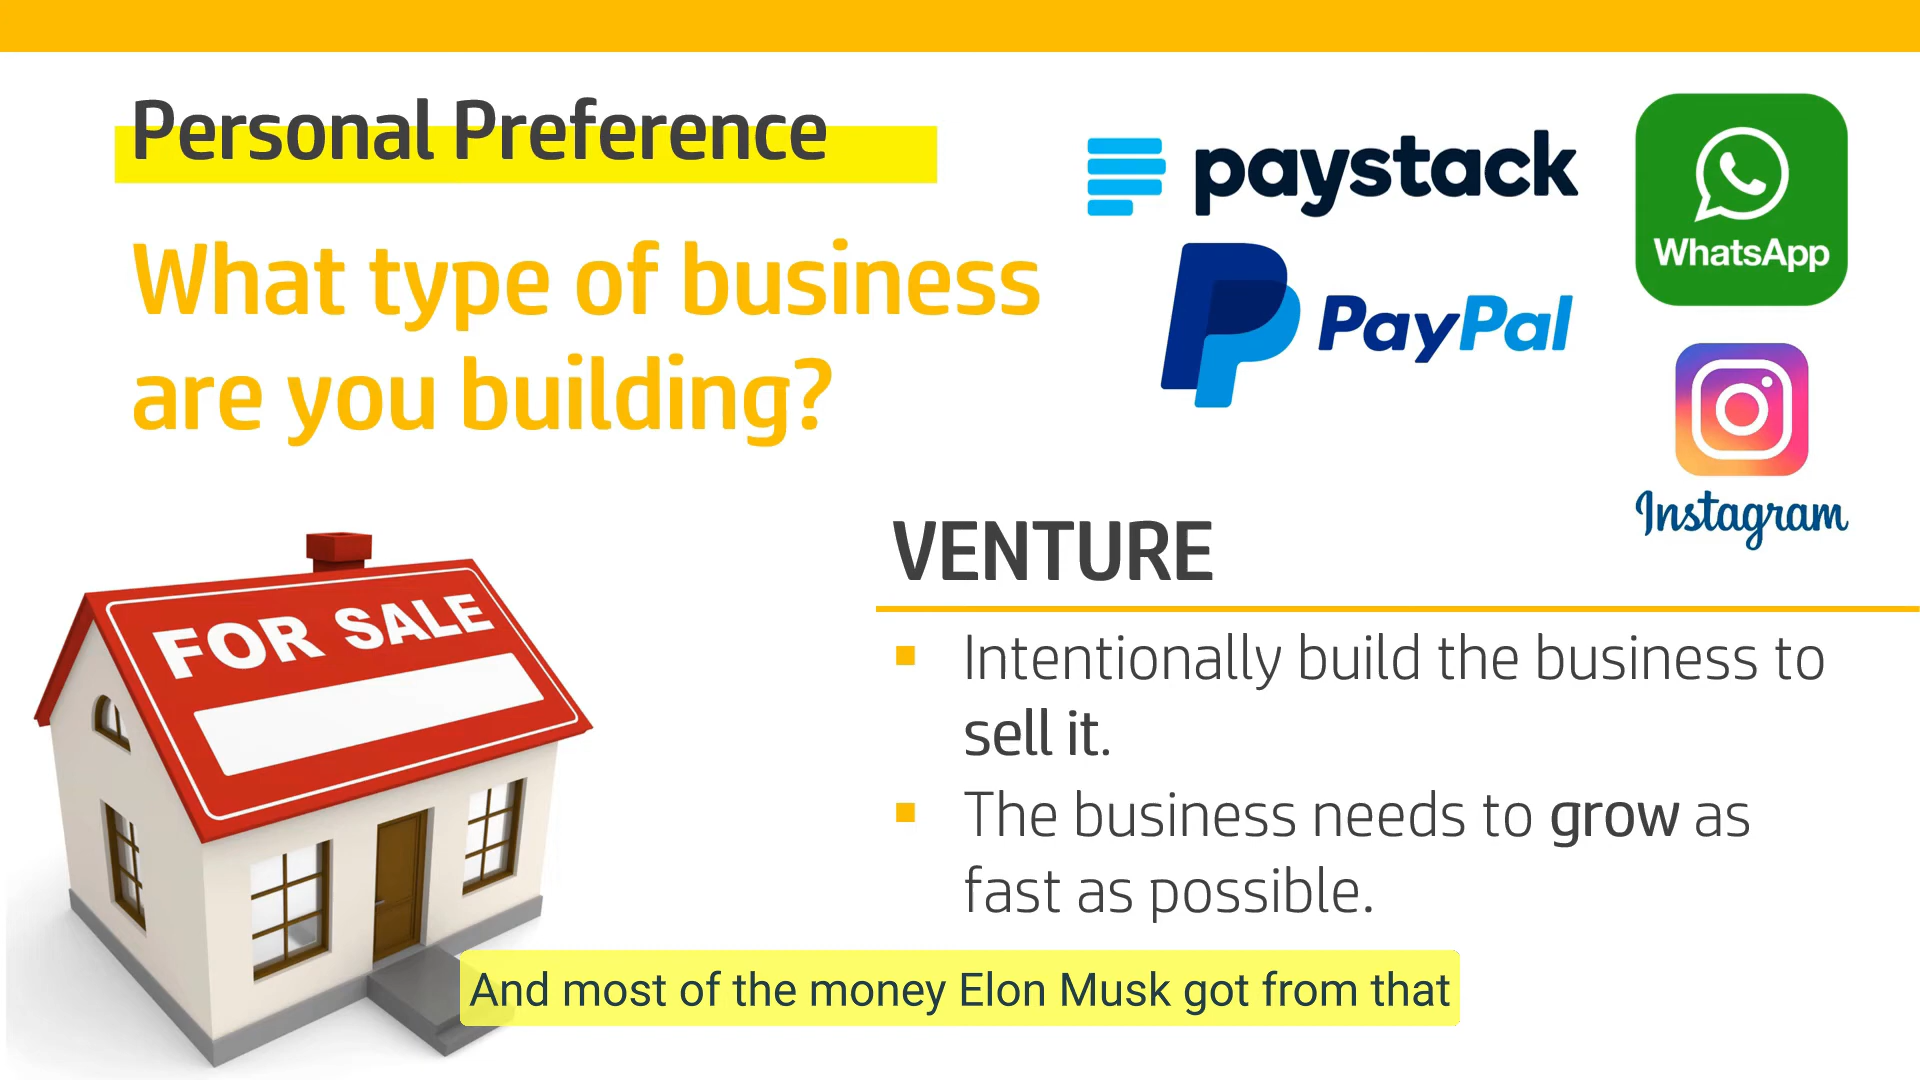 Personal Preference
What type of business
are you building?
paystack
PayPal
WhatsApp
Instagram
FOR SALE
VENTURE
Intentionally build the business to
sell it.
The business needs to grow as
fast as possible.
And most of the money Elon Musk got from that